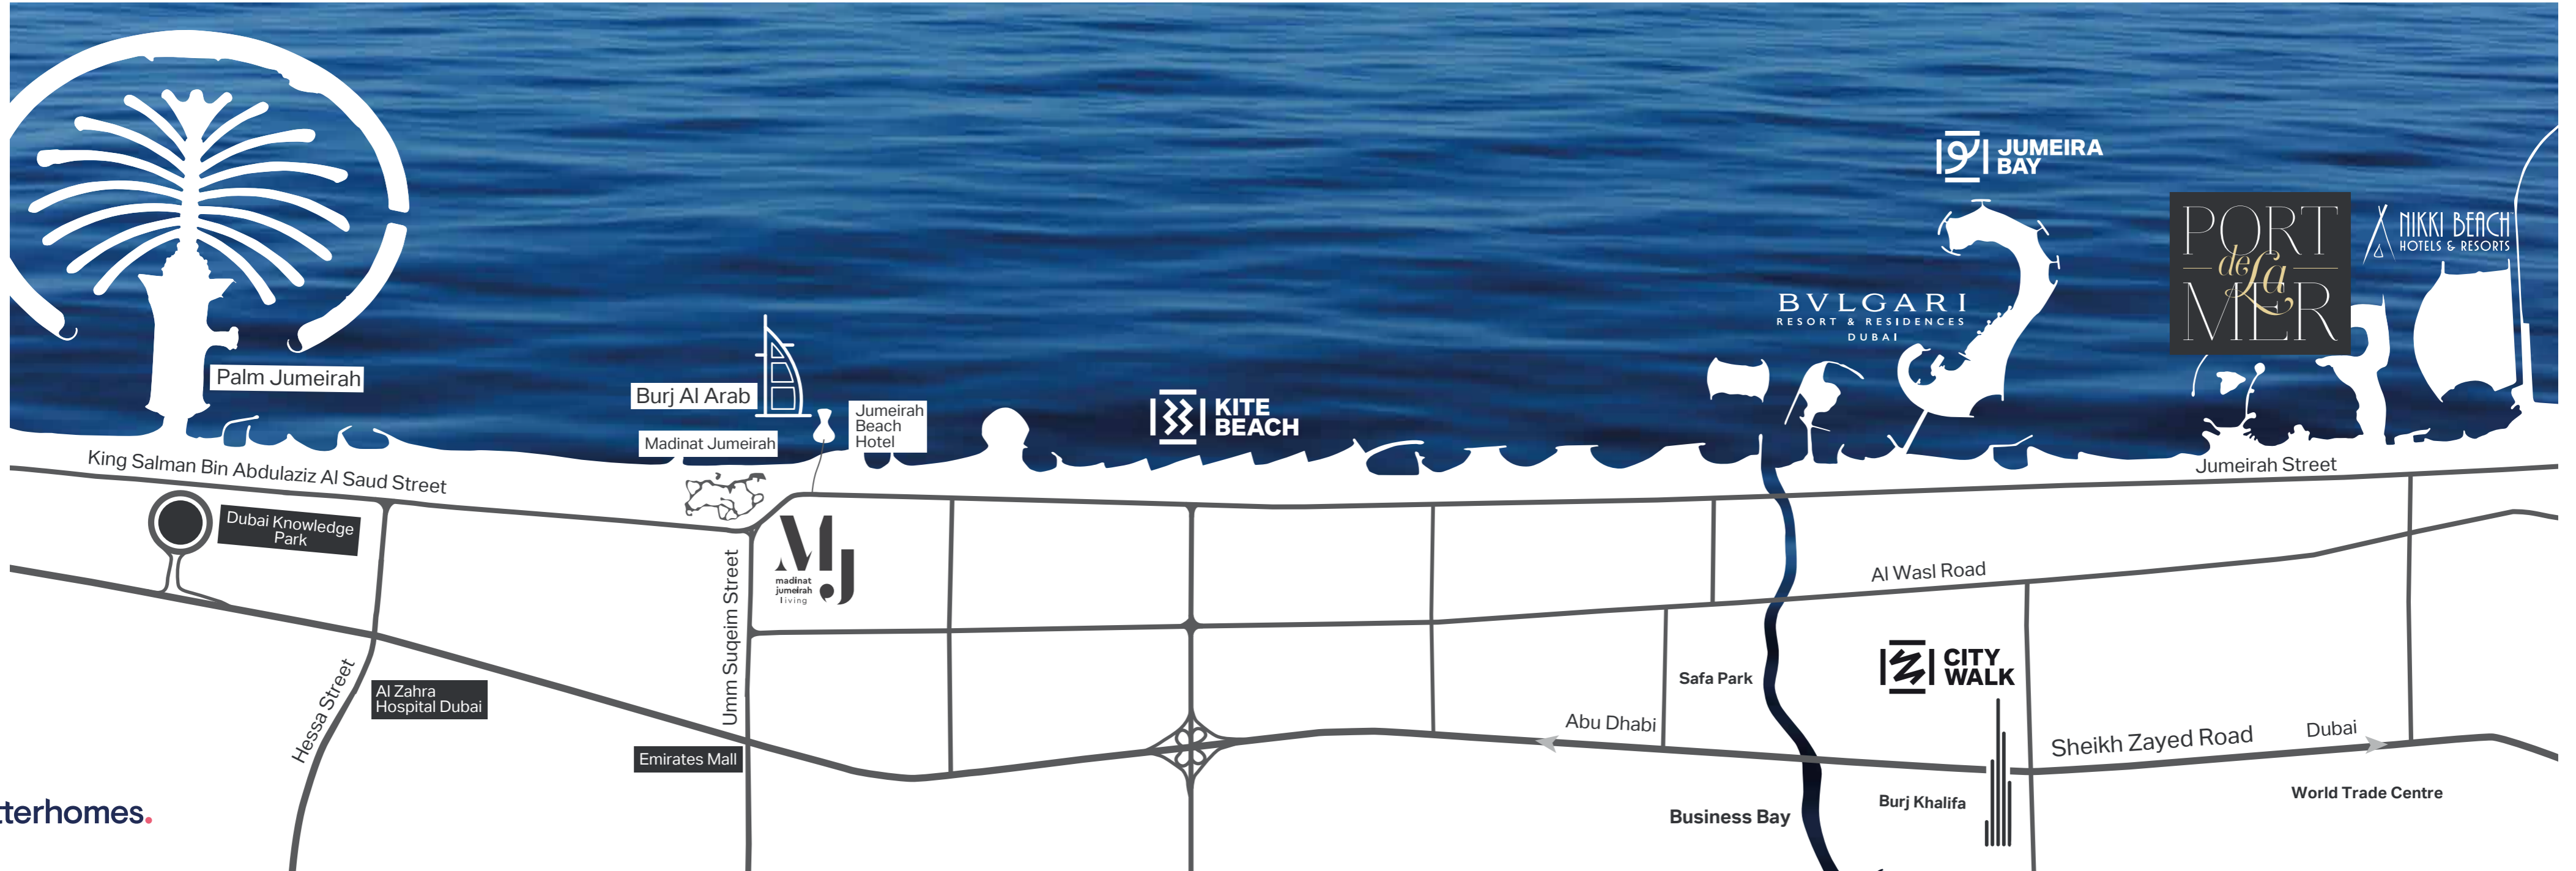 JUMEIRA
BAY
PORT
de La
MER
NIKKI BEACH
HOTELS & RESORTS
BVLGARI
RESORT & RESIDENCES
DUBAI
Palm Jumeirah
Burj Al Arab
Madinat Jumeirah
Jumeirah
Beach
Hotel
KITE
BEACH
King Salman Bin Abdulaziz Al Saud Street
Jumeirah Street
Dubai Knowledge
Park
MJ
madinat
jumeirah
living
Umm Suqeim Street
Al Wasl Road
Hessa Street
Al Zahra
Hospital Dubai
Emirates Mall
Safa Park
CITY
WALK
Abu Dhabi
Sheikh Zayed Road
Dubai
Burj Khalifa
World Trade Centre
Business Bay
tterhomes.